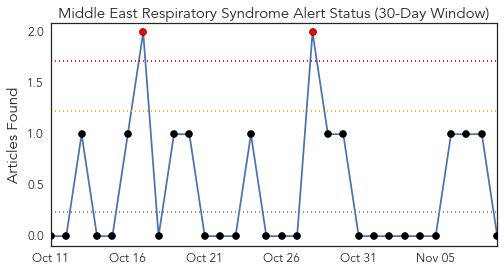 Middle East Respiratory Syndrome Alert Status (30-Day Window)
Articles Found
2.0
1.5
1.0
0.5
0.0
Oct 11 Oct 16 Oct 21 Oct 26 Oct 31 Nov 05